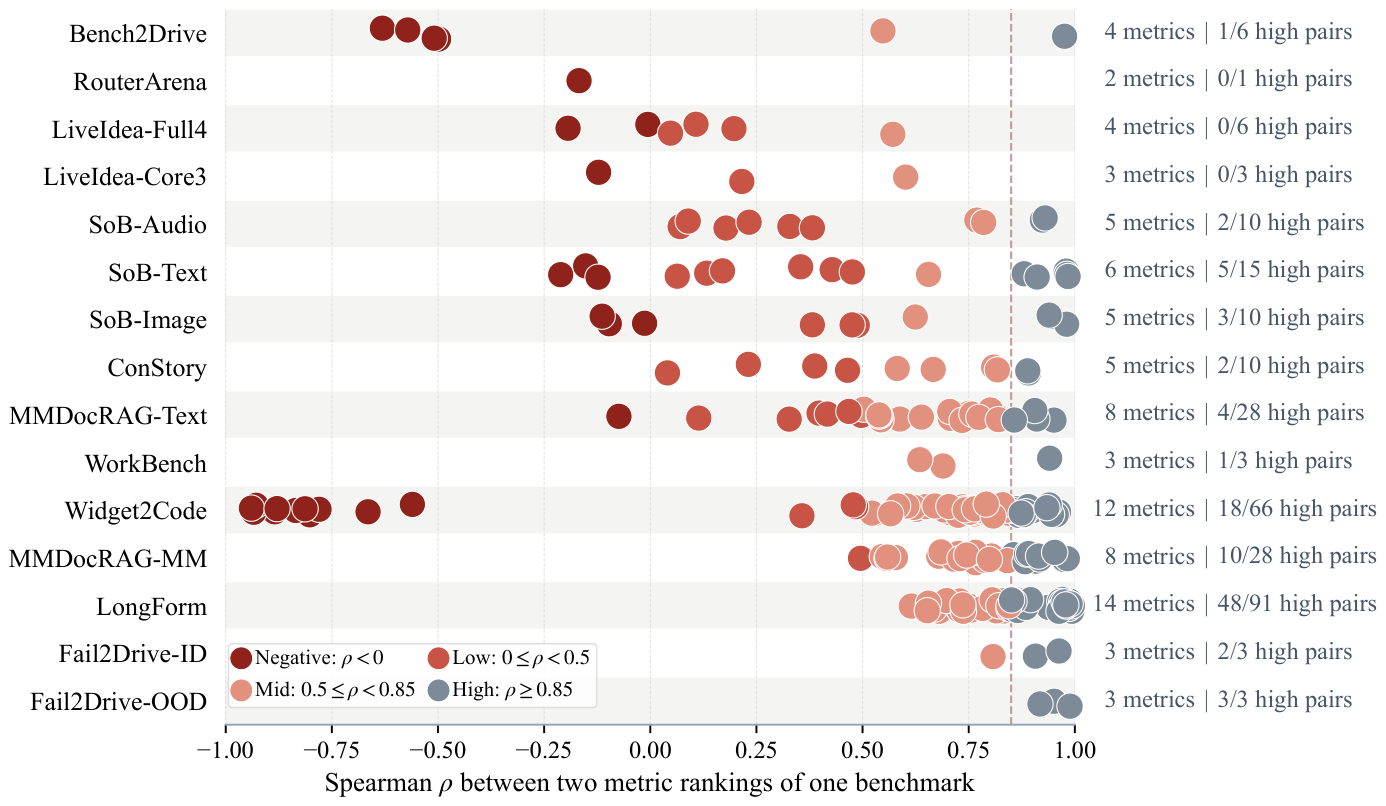 Bench2Drive 4 metrics | 1/6 high pairs
RouterArena 2 metrics | 0/1 high pairs
LiveIdea-Full4 4 metrics | 0/6 high pairs
LiveIdea-Core3 3 metrics | 0/3 high pairs
SoB-Audio 5 metrics | 2/10 high pairs
SoB-Text 6 metrics | 5/15 high pairs
SoB-Image 5 metrics | 3/10 high pairs
ConStory 5 metrics | 2/10 high pairs
MMDocRAG-Text 8 metrics | 4/28 high pairs
WorkBench 3 metrics | 1/3 high pairs
Widget2Code 12 metrics | 18/66 high pairs
MMDocRAG-MM 8 metrics | 10/28 high pairs
LongForm 14 metrics | 48/91 high pairs
Fail2Drive-ID 3 metrics | 2/3 high pairs
Fail2Drive-OOD 3 metrics | 3/3 high pairs
Negative: ρ < 0 Low: 0 ≤ ρ < 0.5
Mid: 0.5 ≤ ρ < 0.85 High: ρ ≥ 0.85
−1.00 −0.75 −0.50 −0.25 0.00 0.25 0.50 0.75 1.00
Spearman ρ between two metric rankings of one benchmark